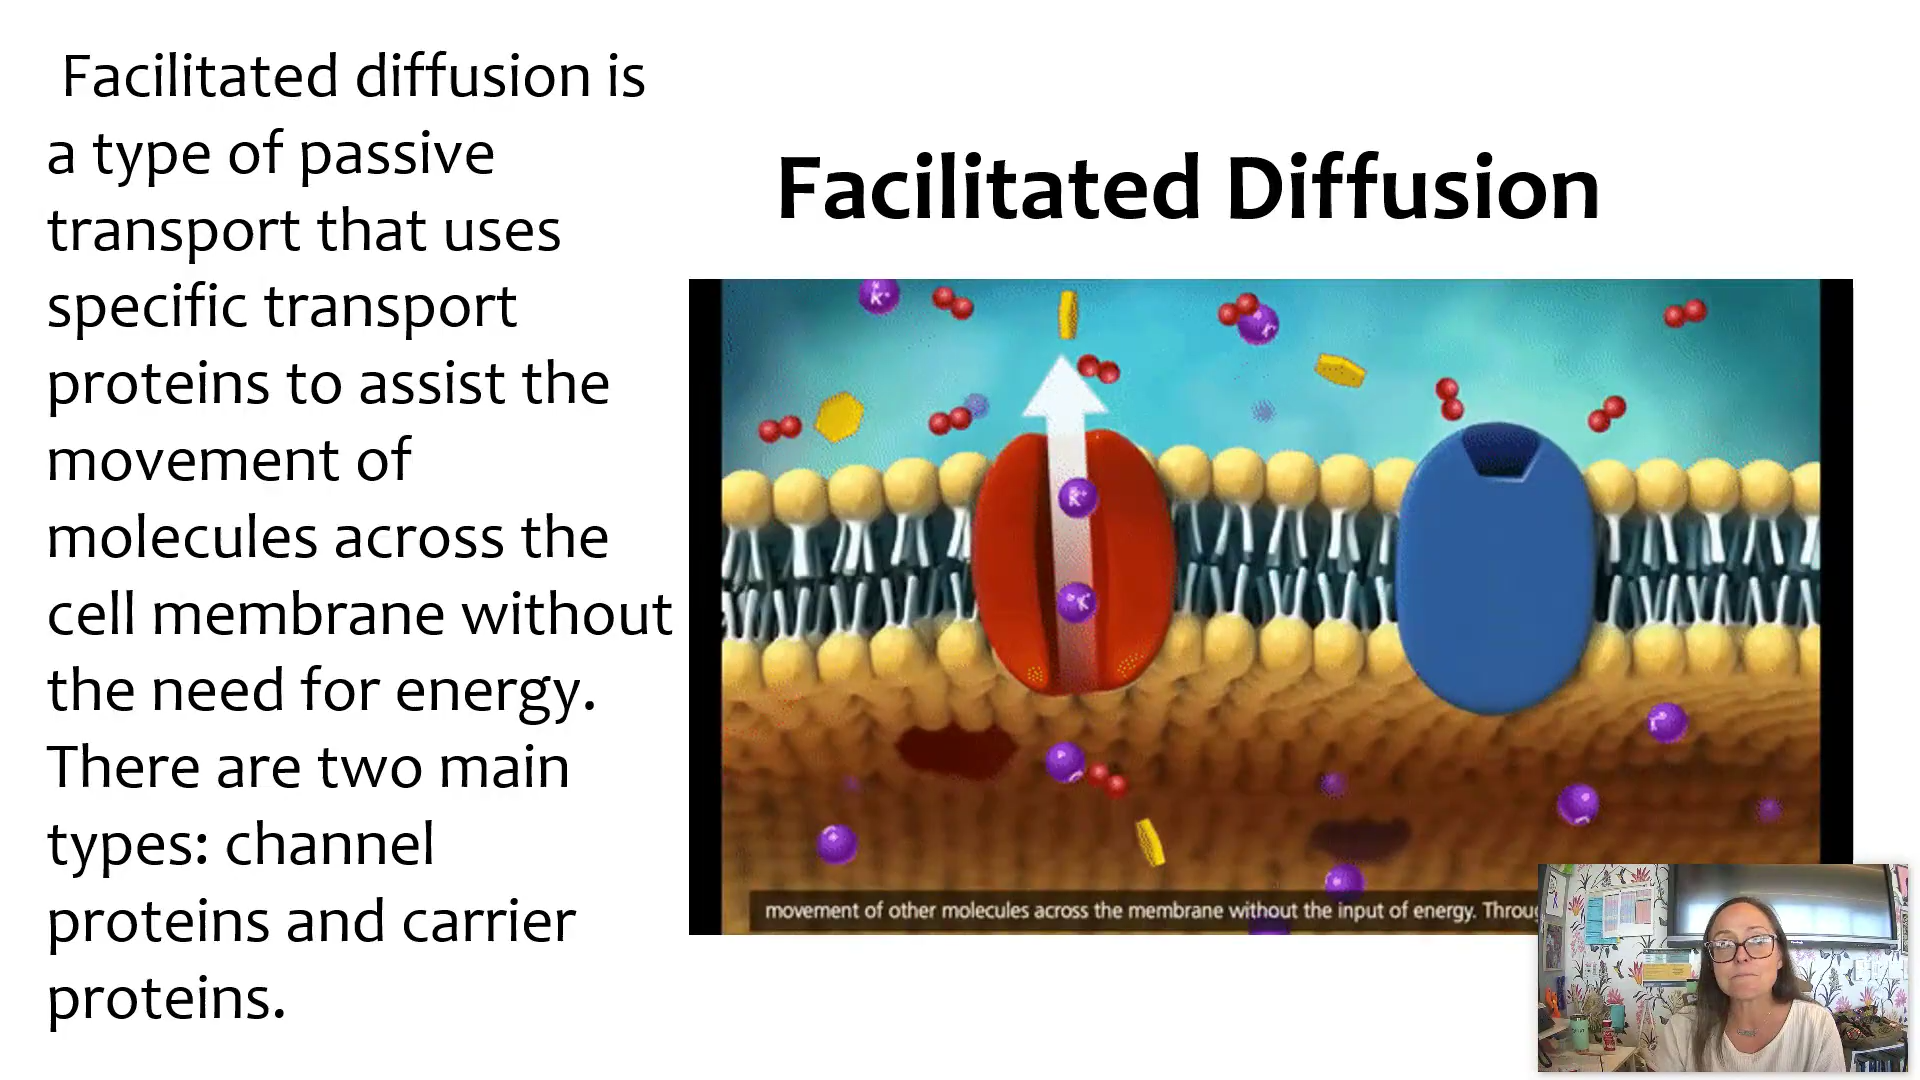 Facilitated diffusion is
a type of passive
transport that uses
specific transport
proteins to assist the
movement of
molecules across the
cell membrane without
the need for energy.
There are two main
types: channel
proteins and carrier
proteins.
Facilitated Diffusion
K+
K+
K+
movement of other molecules across the membrane without the input of energy.